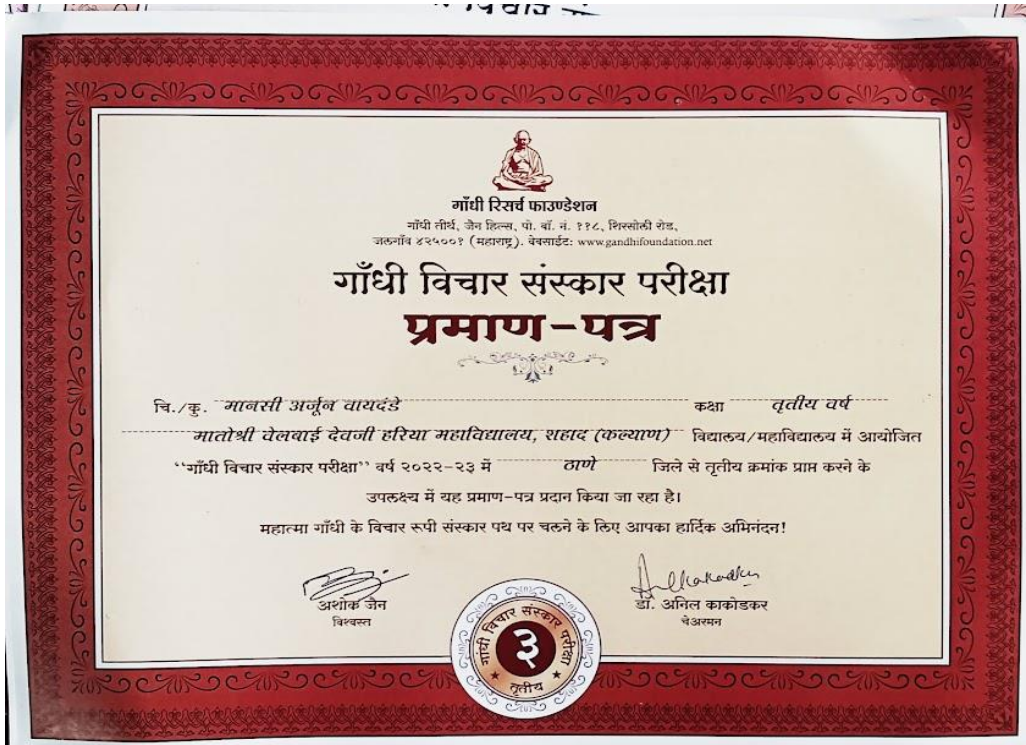 गाँधी रिसर्च फाउण्डेशन
गाँधी तीर्थ, जैन हिल्स, पो. बॉ. नं. ११८, शिरसोली रोड,
जलगाँव ४२५००१ (महाराष्ट्र). वेबसाईट: www.gandhifoundation.net
गाँधी विचार संस्कार परीक्षा
प्रमाण-पत्र
चि./कु. मानसी अर्जून वायदंडे कक्षा तृतीय वर्ष
मातोश्री वेलबाई देवजी हरिया महाविद्यालय, शहाद (कल्याण) विद्यालय/महाविद्यालय में आयोजित
“गाँधी विचार संस्कार परीक्षा” वर्ष २०२२-२३ में ठाणे जिले से तृतीय क्रमांक प्राप्त करने के
उपलक्ष्य में यह प्रमाण-पत्र प्रदान किया जा रहा है।
महात्मा गाँधी के विचार रूपी संस्कार पथ पर चलने के लिए आपका हार्दिक अभिनंदन!
अशोक जैन
विश्वस्त
डॉ. अनिल काकोडकर
चेअरमन
गांधी विचार संस्कार परीक्षा
३
तृतीय